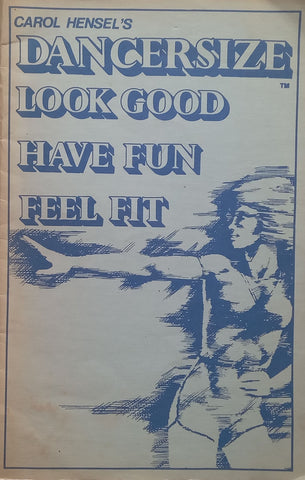 CAROL HENSEL'S
DANCERSIZE
TM
LOOK GOOD
HAVE FUN
FEEL FIT